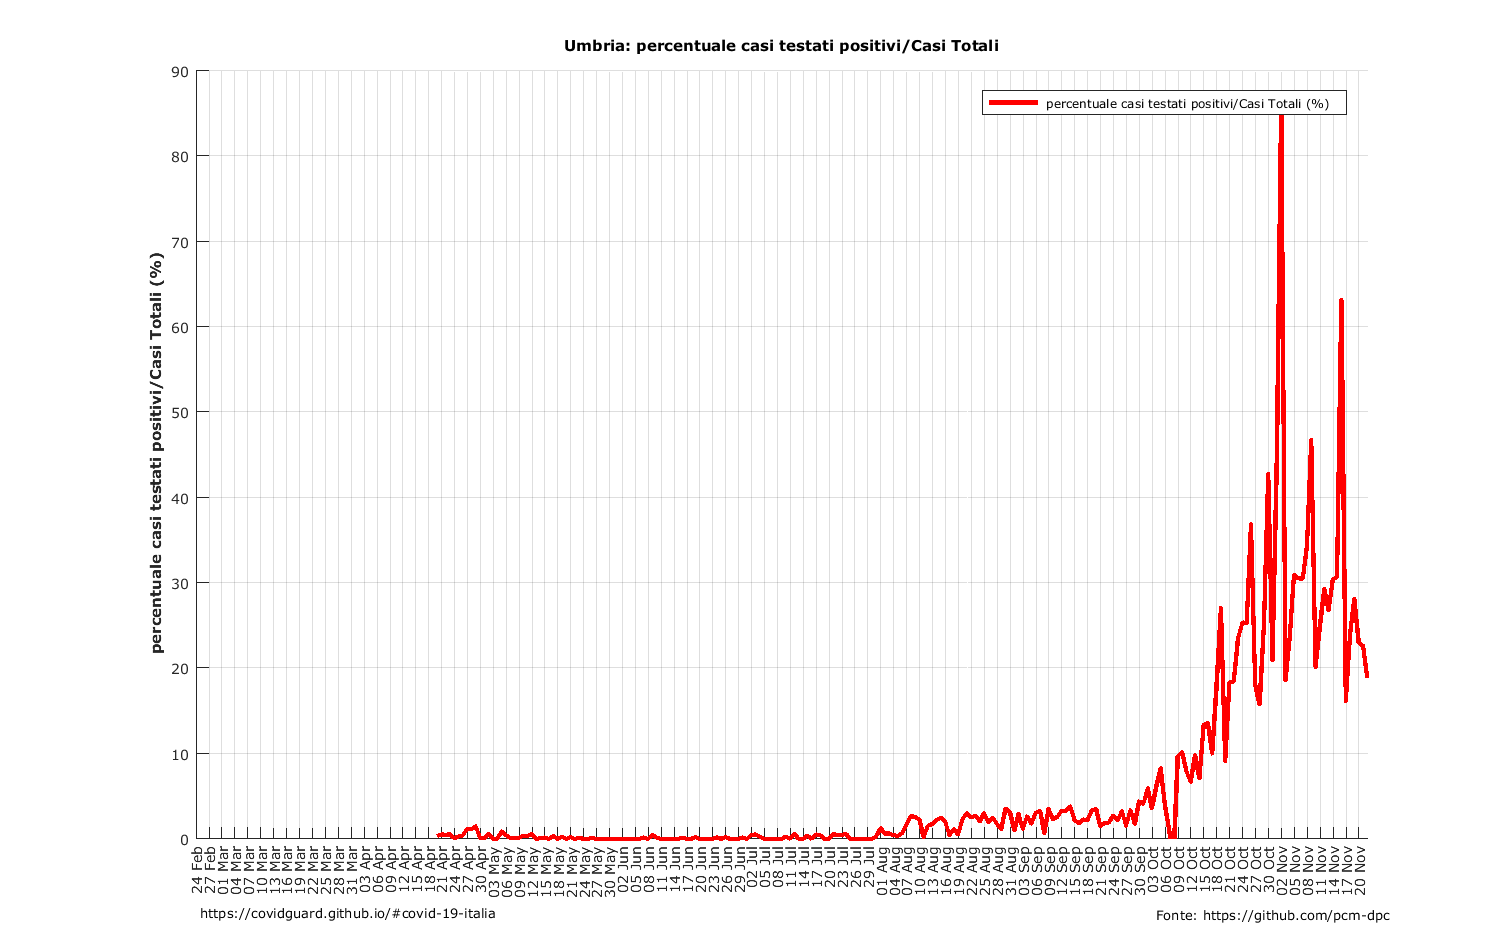 Umbria: percentuale casi testati positivi/Casi Totali
percentuale casi testati positivi/Casi Totali (%)
percentuale casi testati positivi/Casi Totali (%)
90
80
70
60
50
40
30
20
10
0
24 Feb
27 Feb
01 Mar
04 Mar
07 Mar
10 Mar
13 Mar
16 Mar
19 Mar
22 Mar
25 Mar
28 Mar
31 Mar
03 Apr
06 Apr
09 Apr
12 Apr
15 Apr
18 Apr
21 Apr
24 Apr
27 Apr
30 Apr
03 May
06 May
09 May
12 May
15 May
18 May
21 May
24 May
27 May
30 May
02 Jun
05 Jun
08 Jun
11 Jun
14 Jun
17 Jun
20 Jun
23 Jun
26 Jun
29 Jun
02 Jul
05 Jul
08 Jul
11 Jul
14 Jul
17 Jul
20 Jul
23 Jul
26 Jul
29 Jul
01 Aug
04 Aug
07 Aug
10 Aug
13 Aug
16 Aug
19 Aug
22 Aug
25 Aug
28 Aug
31 Aug
03 Sep
06 Sep
09 Sep
12 Sep
15 Sep
18 Sep
21 Sep
24 Sep
27 Sep
30 Sep
03 Oct
06 Oct
09 Oct
12 Oct
15 Oct
18 Oct
21 Oct
24 Oct
27 Oct
30 Oct
02 Nov
05 Nov
08 Nov
11 Nov
14 Nov
17 Nov
20 Nov
https://covidguard.github.io/#covid-19-italia
Fonte: https://github.com/pcm-dpc